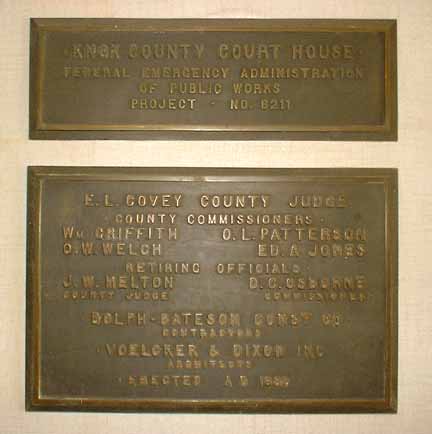 · KNOX COUNTY COURT HOUSE ·
FEDERAL EMERGENCY ADMINISTRATION
OF PUBLIC WORKS
PROJECT · NO. 6211
E. L. COVEY COUNTY JUDGE
· COUNTY COMMISSIONERS ·
Wm GRIFFITH O. L. PATTERSON
O. W. WELCH ED. A JONES
RETIRING OFFICIALS
J. W. MELTON D. C. OSBORNE
COUNTY JUDGE COMMISSIONER
DOLPH-BATESON CONST CO
CONTRACTORS
· VOELCKER & DIXON INC
ARCHITECTS
· ERECTED A D